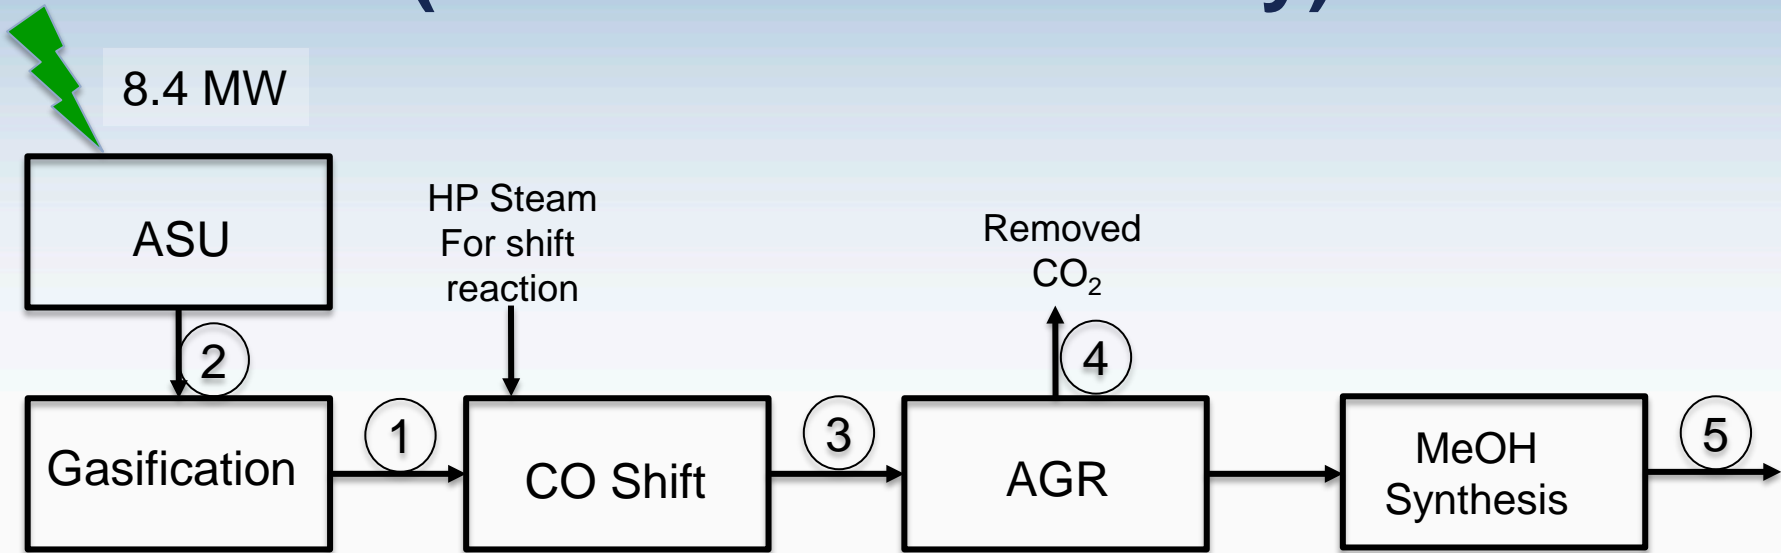 8.4 MW
ASU
HP Steam
For shift
reaction
Removed
CO₂
2
4
Gasification
1
CO Shift
3
AGR
MeOH
Synthesis
5